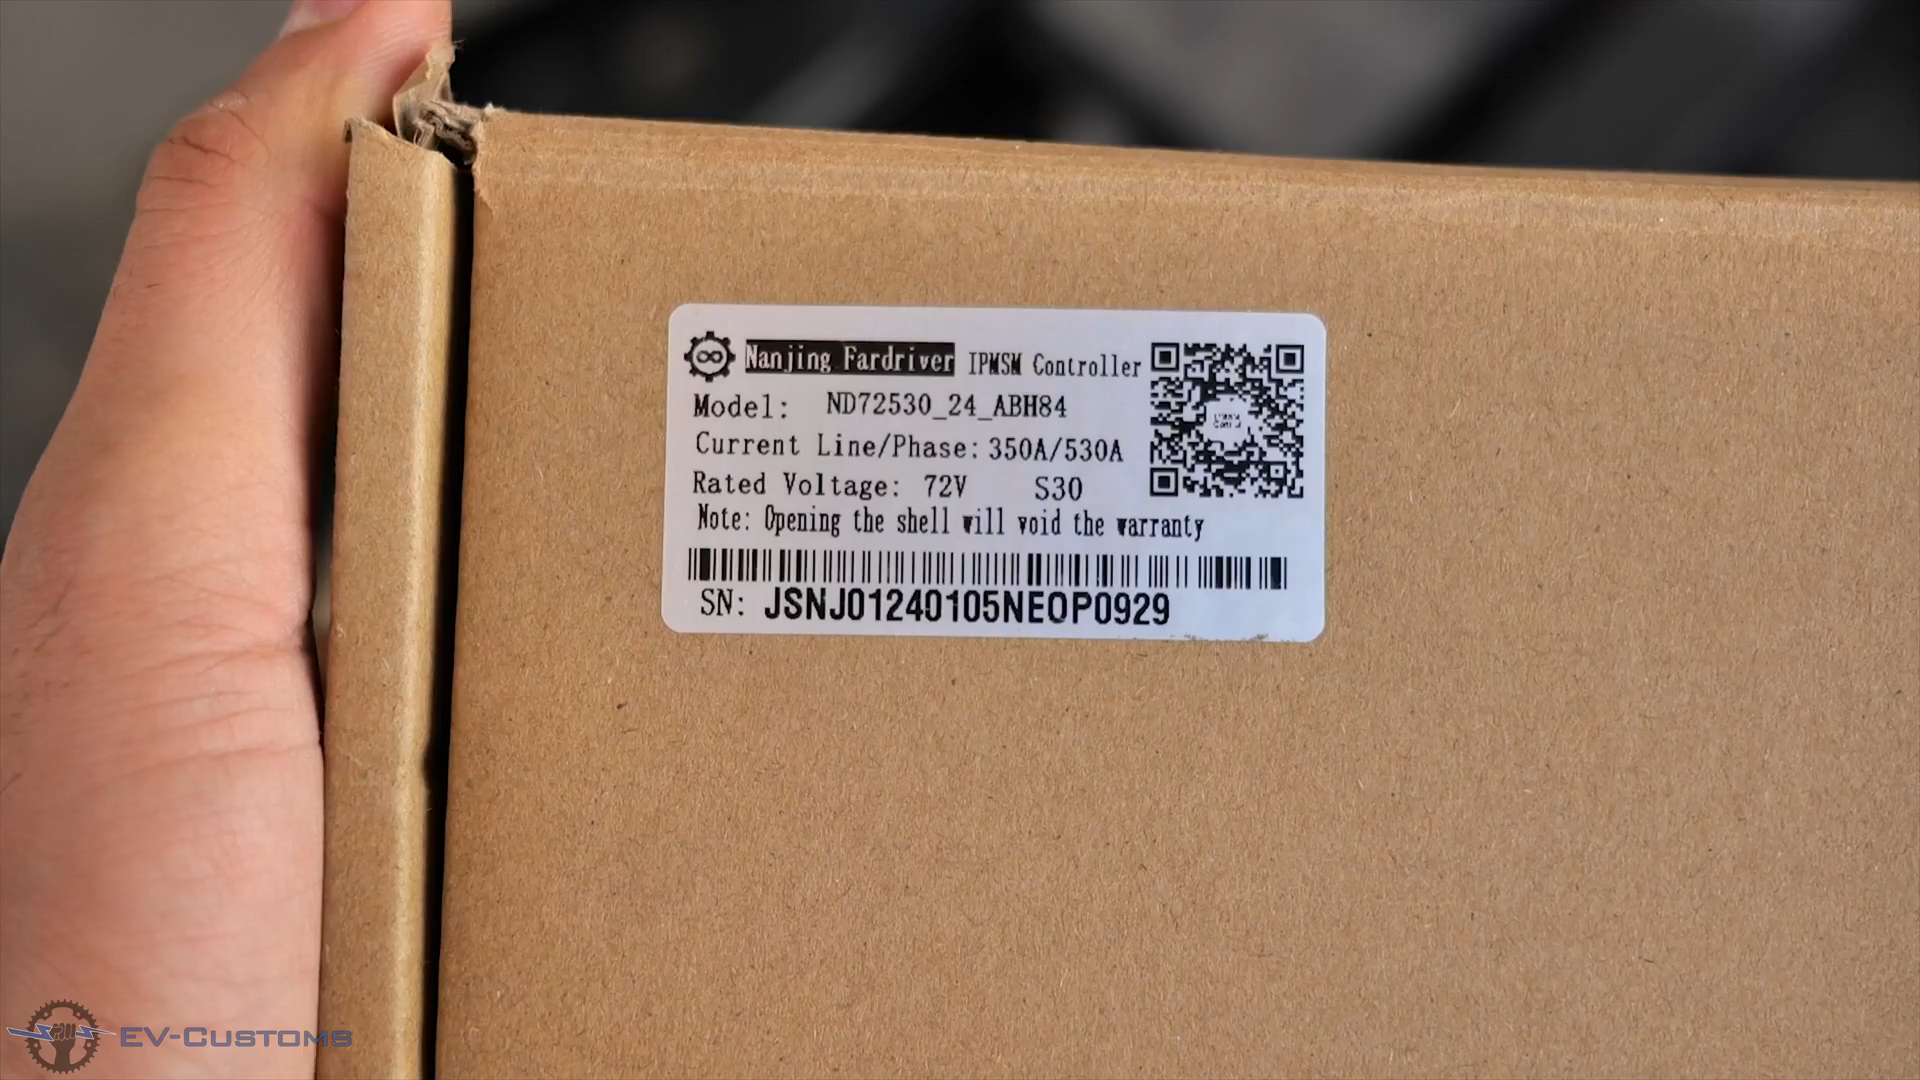 Nanjing Fardriver IPMSM Controller
Model: ND72530_24_ABH84
Current Line/Phase: 350A/530A
Rated Voltage: 72V S30
Note: Opening the shell will void the warranty
SN: JSNJ01240105NEOP0929
EV-Customs